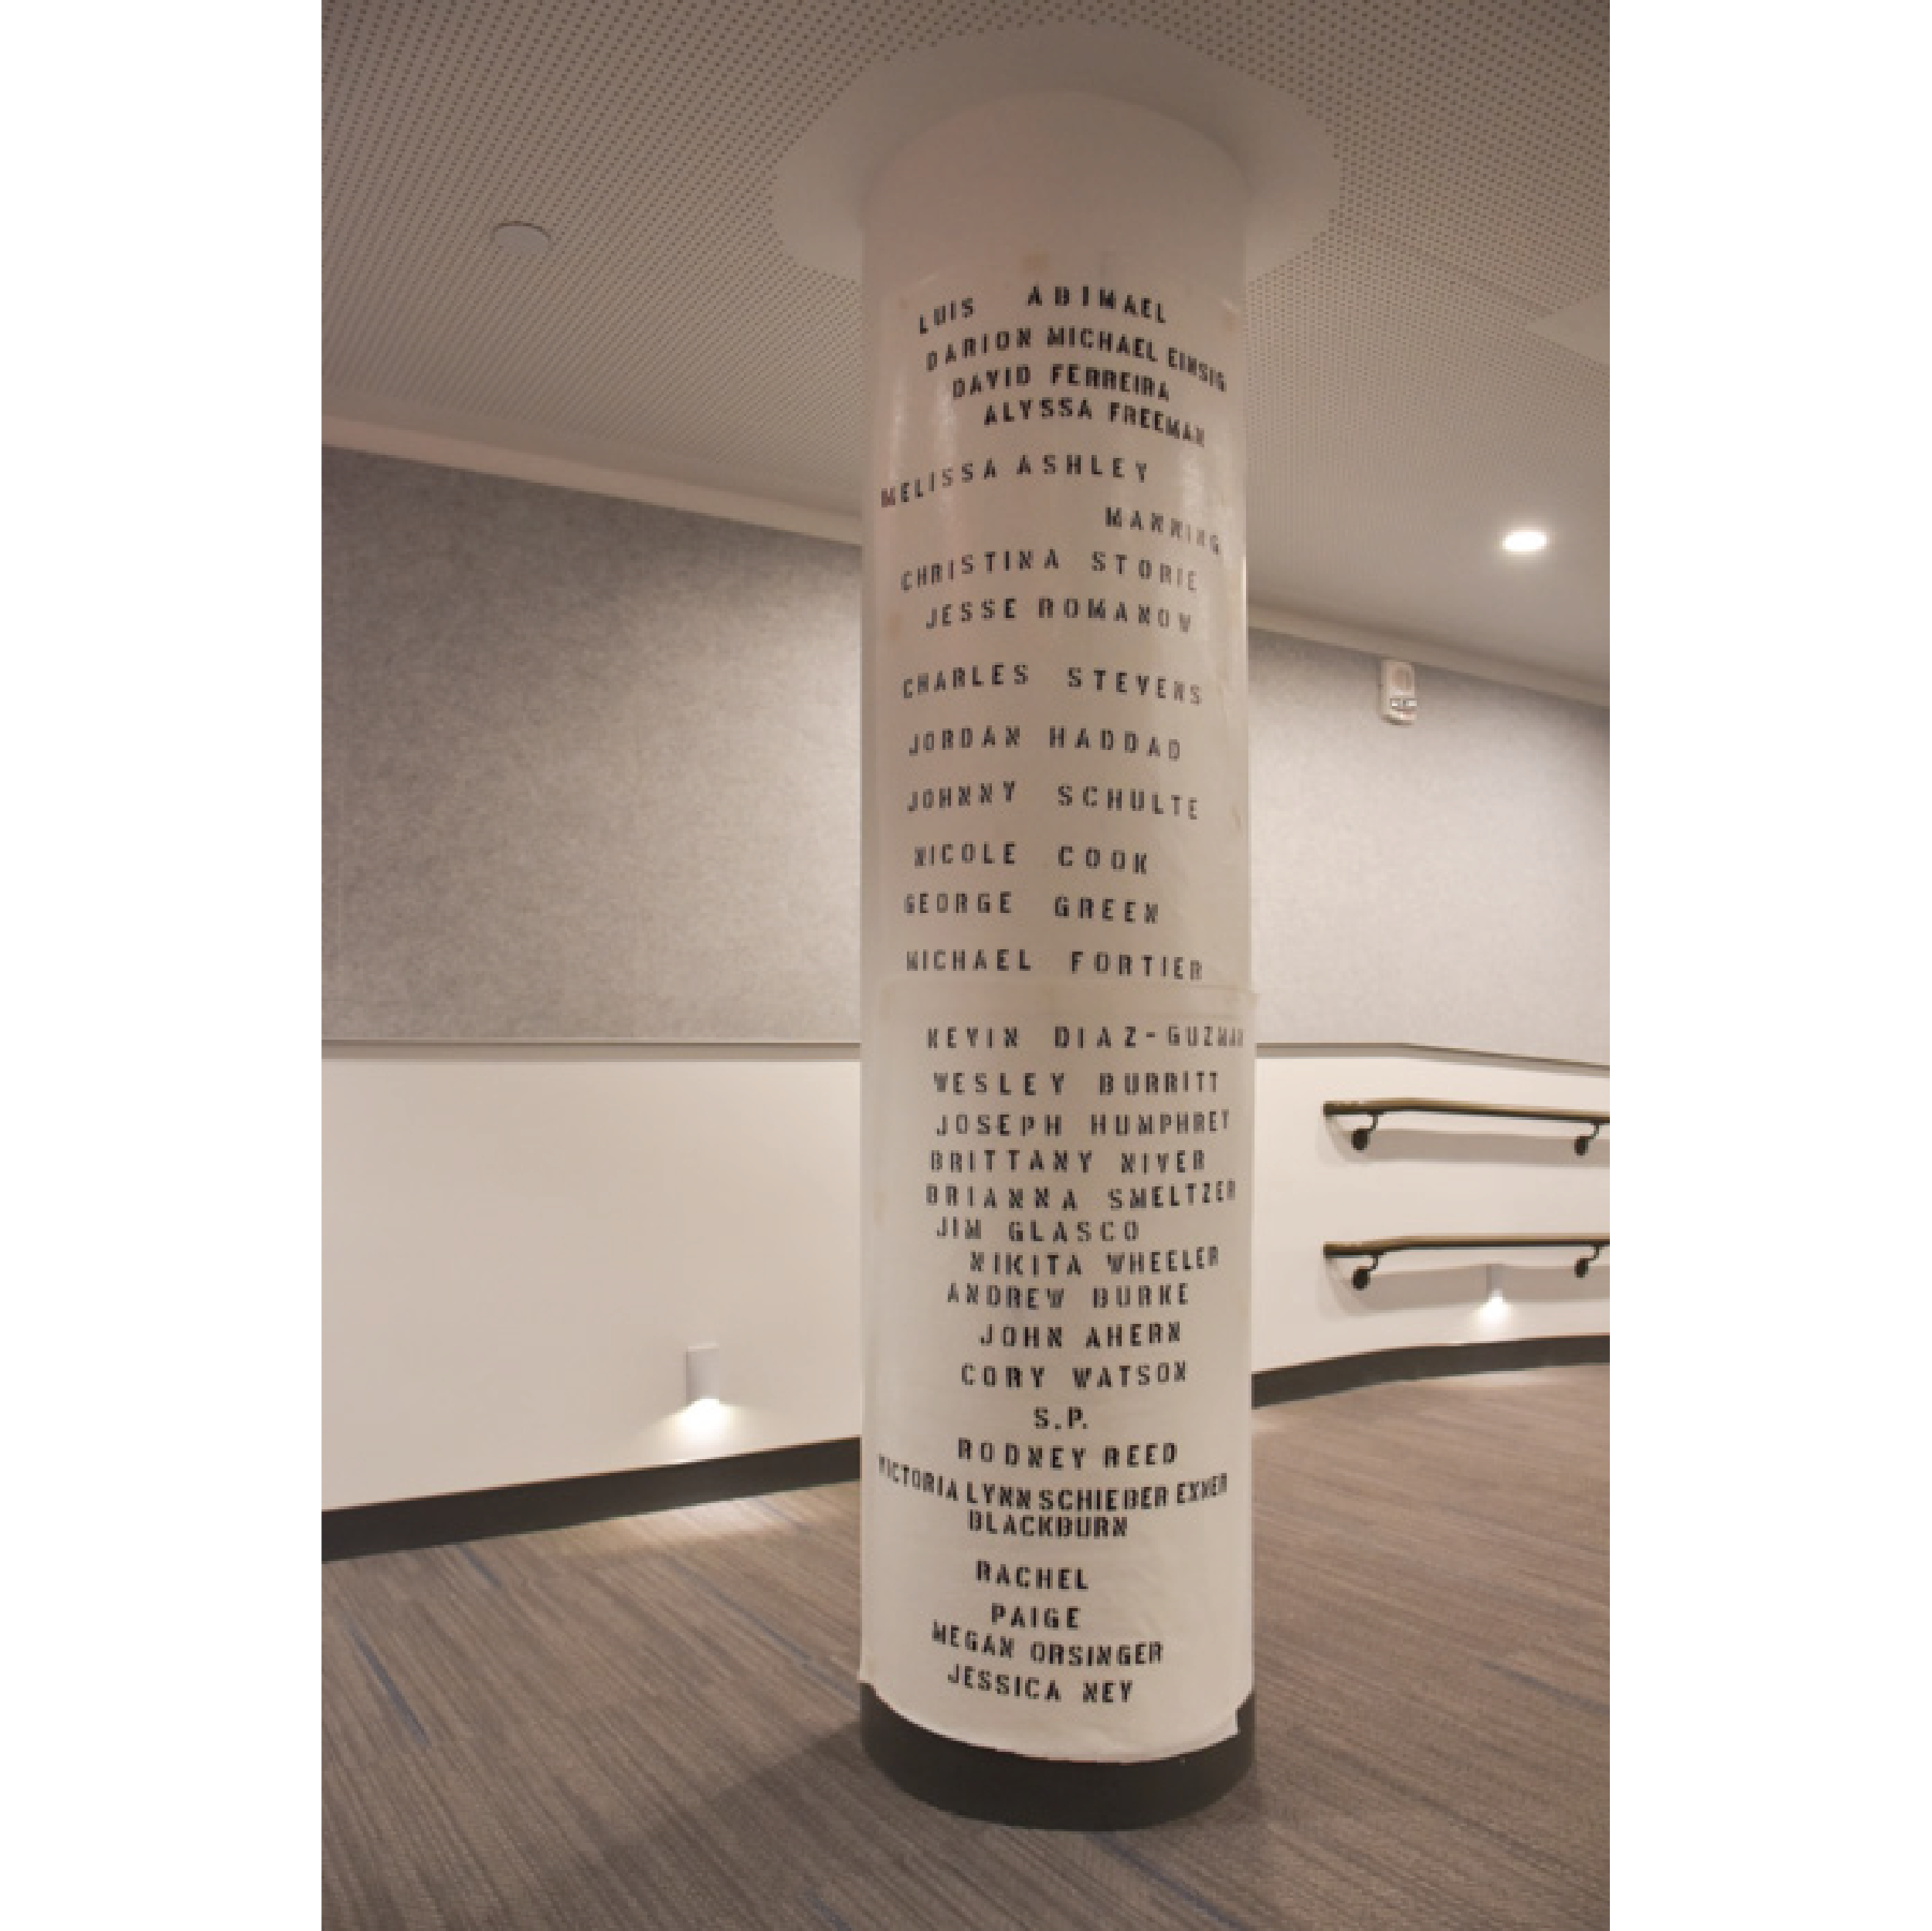 LUIS ABIMAEL
DARION MICHAEL EINSIG
DAVID FERREIRA
ALYSSA FREEMAN
MELISSA ASHLEY
MANNING
CHRISTINA STORIE
JESSE ROMANOW
CHARLES STEVENS
JORDAN HADDAD
JOHNNY SCHULTE
NICOLE COOK
GEORGE GREEN
MICHAEL FORTIER
KEVIN DIAZ-GUZMAN
WESLEY BURRITT
JOSEPH HUMPHREY
BRITTANY NIVER
BRIANNA SMELTZER
JIM GLASCO
NIKITA WHEELER
ANDREW BURKE
JOHN AHERN
CORY WATSON
S.P.
RODNEY REED
VICTORIA LYNN SCHIEBER EXNER
BLACKBURN
RACHEL
PAIGE
MEGAN ORSINGER
JESSICA NEY